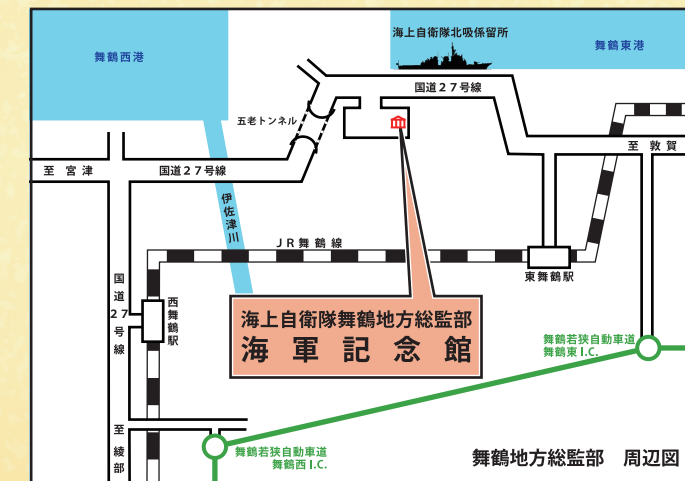 海上自衛隊北吸係留所
舞鶴西港
舞鶴東港
国道27号線
五老トンネル
至 敦賀
至 宮津
国道27号線
伊佐津川
JR舞鶴線
東舞鶴駅
国道27号線
西舞鶴駅
海上自衛隊舞鶴地方総監部
海軍記念館
舞鶴若狭自動車道
舞鶴東I.C.
至 綾部
舞鶴若狭自動車道
舞鶴西I.C.
舞鶴地方総監部 周辺図